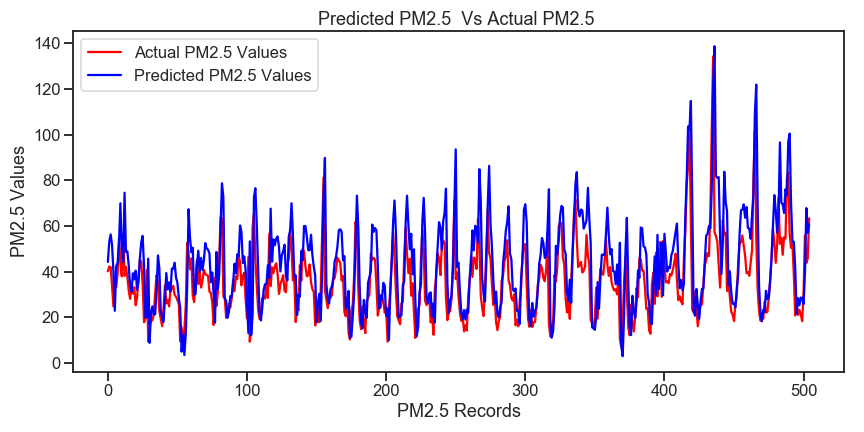 Predicted PM2.5  Vs Actual PM2.5
Actual PM2.5 Values
Predicted PM2.5 Values
PM2.5 Values
140
120
100
80
60
40
20
0
0 100 200 300 400 500
PM2.5 Records